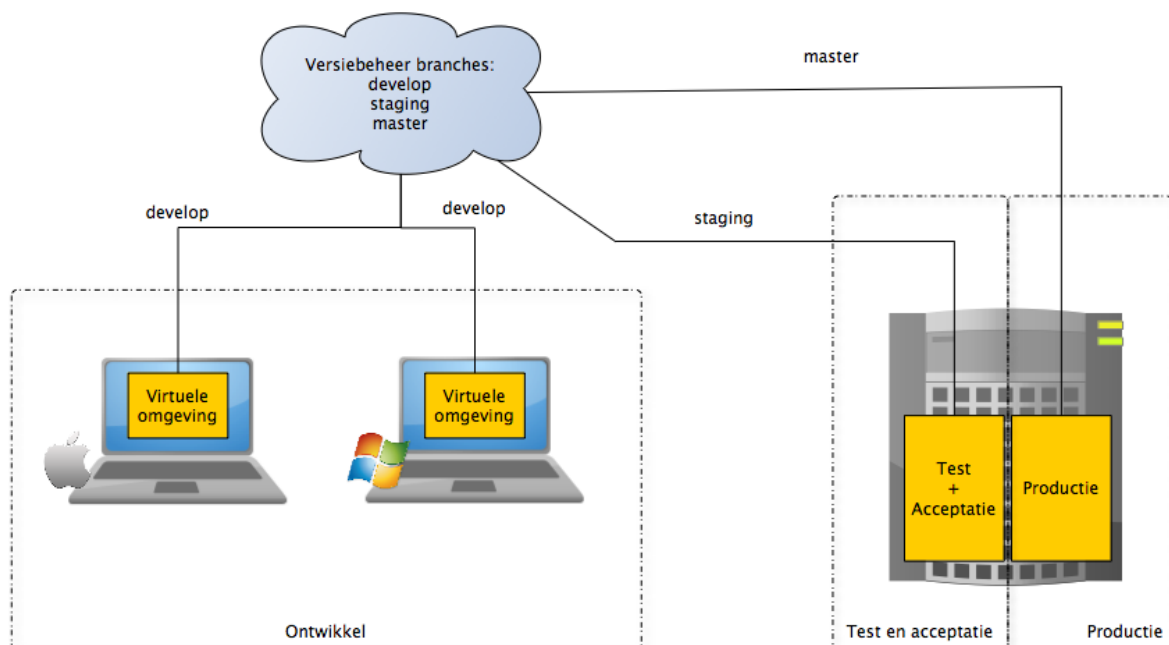 Versiebeheer branches:
develop
staging
master
master
develop
develop
staging
Virtuele
omgeving
Virtuele
omgeving
Test
+
Acceptatie
Productie
Ontwikkel
Test en acceptatie
Productie